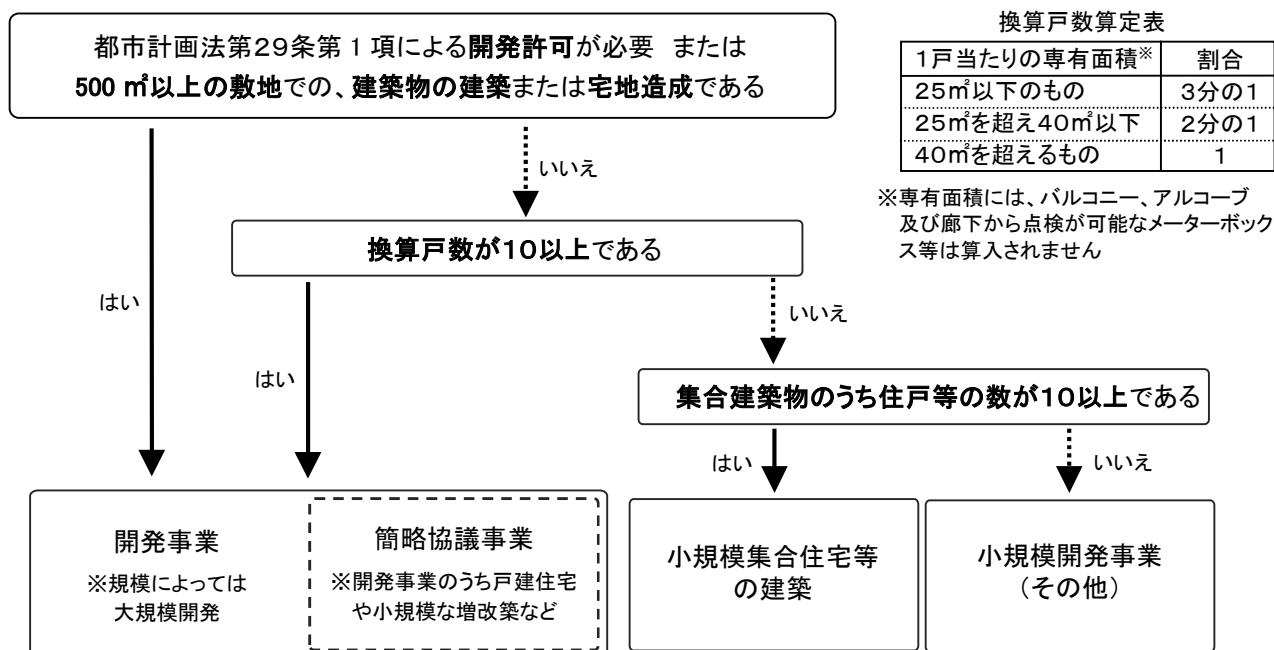 都市計画法第29条第1項による開発許可が必要 または
500 ㎡以上の敷地での、建築物の建築または宅地造成である
換算戸数算定表
1戸当たりの専有面積※ 割合
25㎡以下のもの 3分の1
25㎡を超え40㎡以下 2分の1
40㎡を超えるもの 1
※専有面積には、バルコニー、アルコーブ
及び廊下から点検が可能なメーターボック
ス等は算入されません
いいえ
換算戸数が10以上である
はい
いいえ
はい
集合建築物のうち住戸等の数が10以上である
はい
いいえ
開発事業
※規模によっては
大規模開発
簡略協議事業
※開発事業のうち戸建住宅
や小規模な増改築など
小規模集合住宅等
の建築
小規模開発事業
(その他)